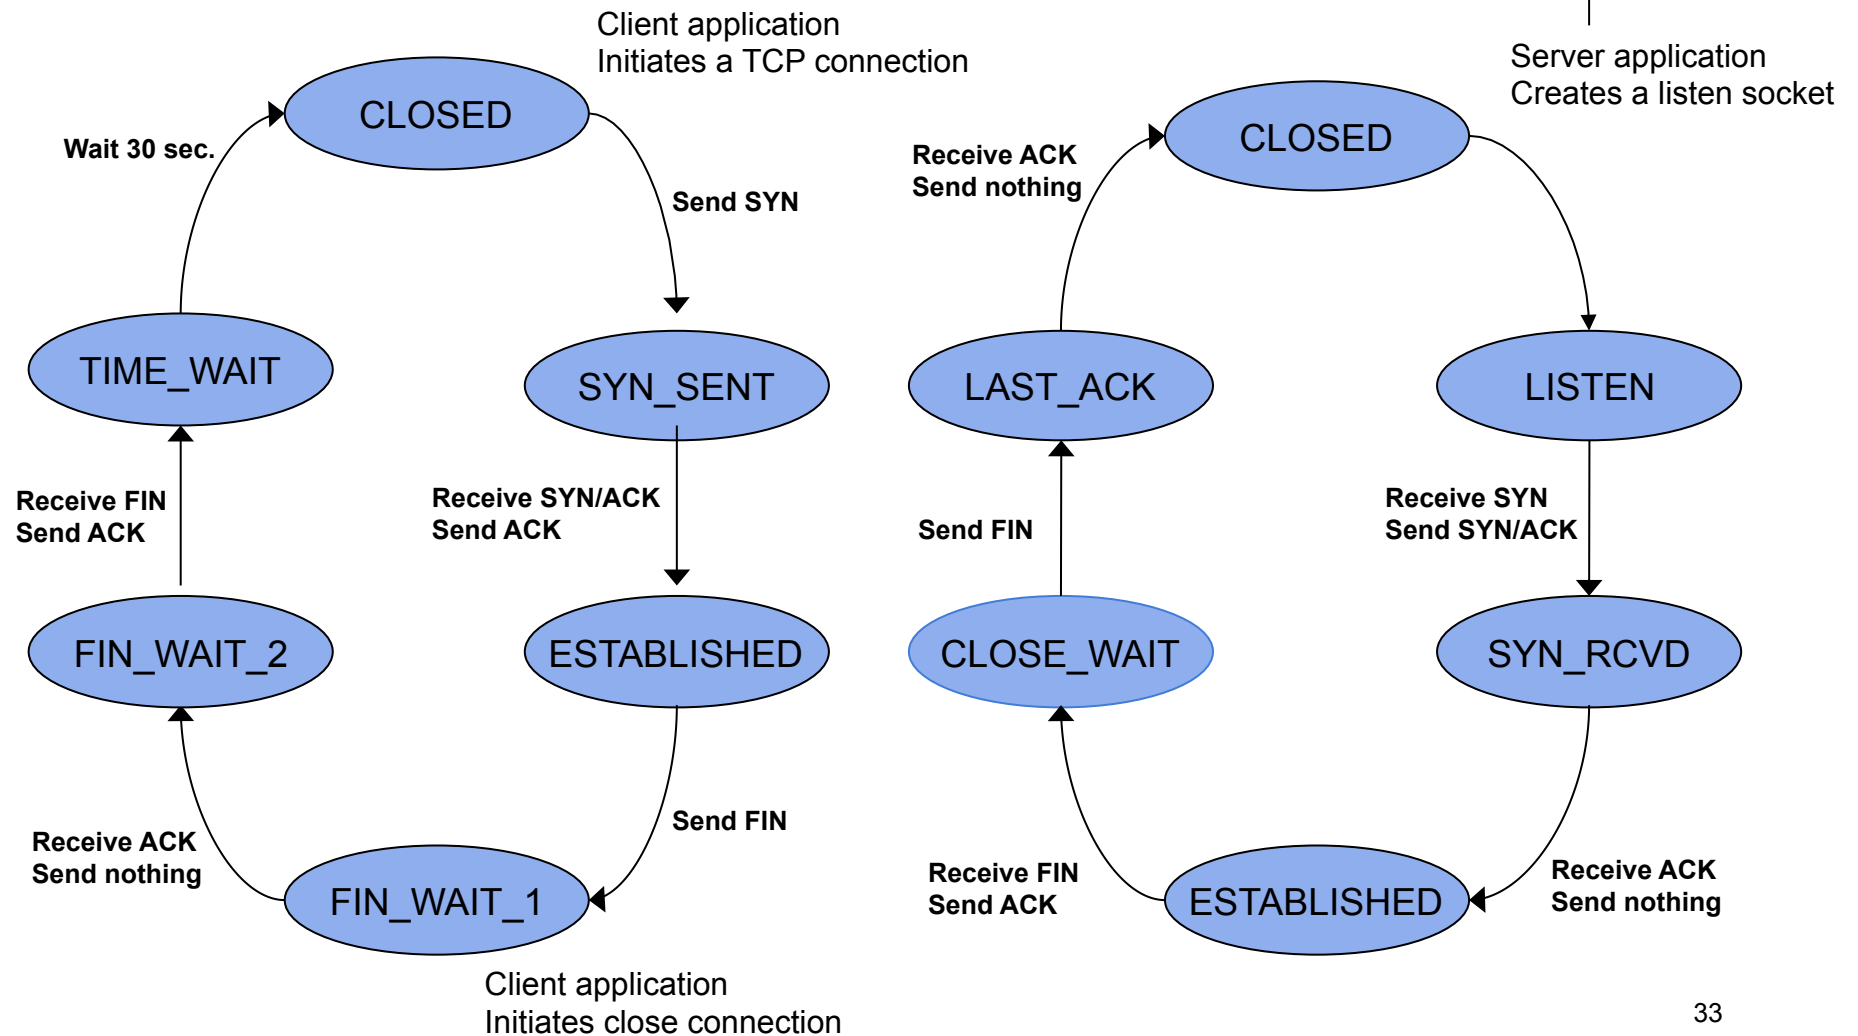 Client application
Initiates a TCP connection
CLOSED
Wait 30 sec.
Send SYN
TIME_WAIT
SYN_SENT
Receive FIN
Send ACK
Receive SYN/ACK
Send ACK
FIN_WAIT_2
ESTABLISHED
Receive ACK
Send nothing
Send FIN
FIN_WAIT_1
Client application
Initiates close connection
Server application
Creates a listen socket
CLOSED
Receive ACK
Send nothing
LAST_ACK
LISTEN
Send FIN
Receive SYN
Send SYN/ACK
CLOSE_WAIT
SYN_RCVD
Receive FIN
Send ACK
ESTABLISHED
Receive ACK
Send nothing
33